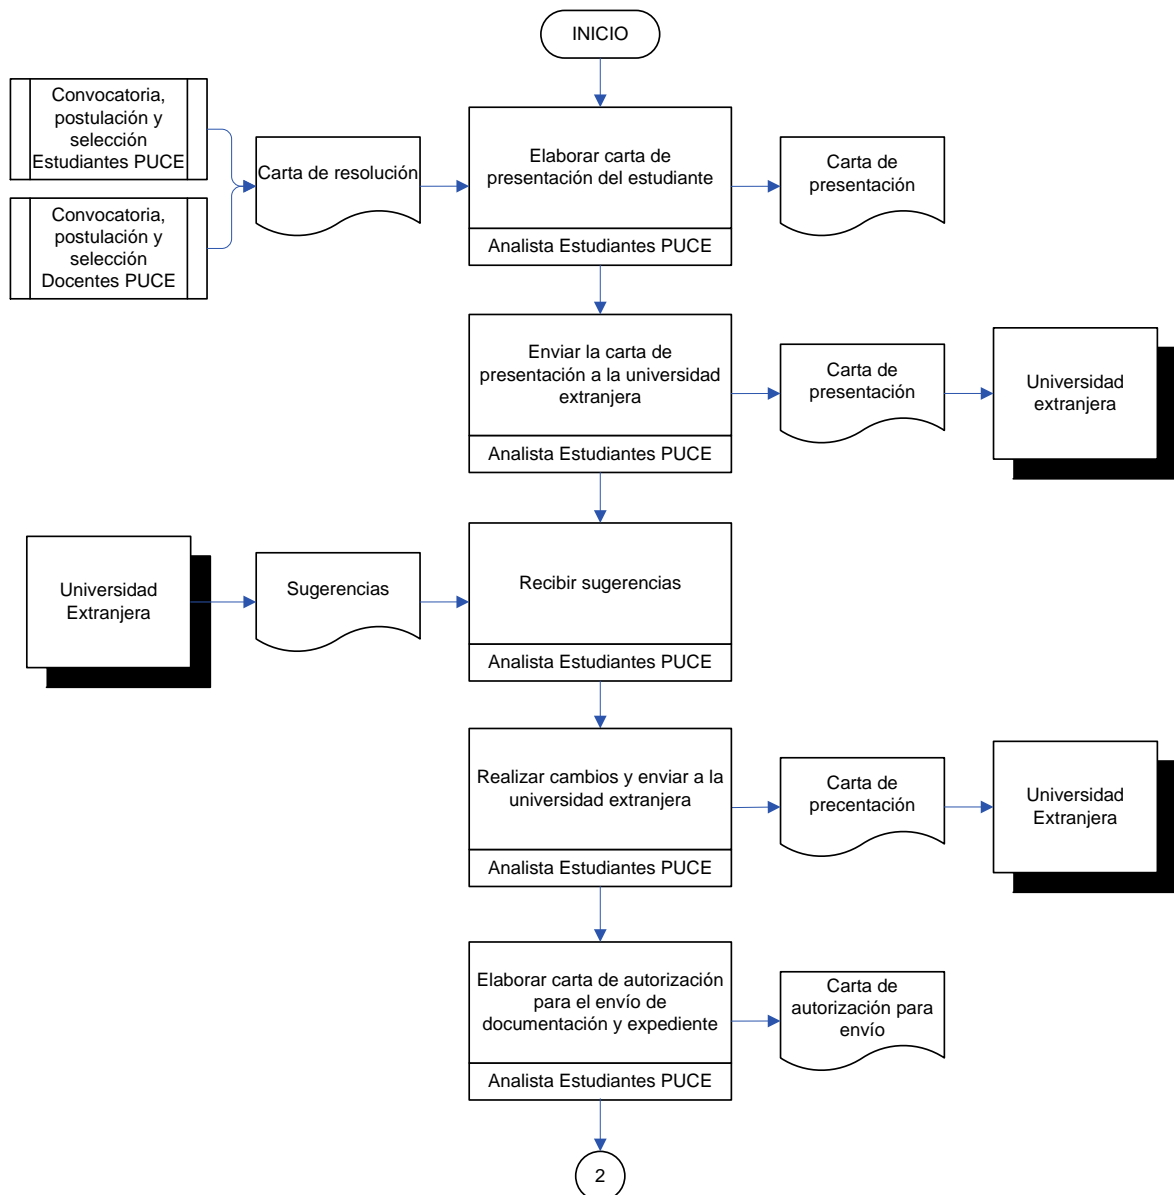 INICIO
Convocatoria,
postulación y
selección
Estudiantes PUCE
Convocatoria,
postulación y
selección
Docentes PUCE
Carta de resolución
Elaborar carta de
presentación del estudiante
Analista Estudiantes PUCE
Carta de
presentación
Enviar la carta de
presentación a la universidad
extranjera
Analista Estudiantes PUCE
Carta de
presentación
Universidad
extranjera
Universidad
Extranjera
Sugerencias
Recibir sugerencias
Analista Estudiantes PUCE
Realizar cambios y enviar a la
universidad extranjera
Analista Estudiantes PUCE
Carta de
precentación
Universidad
Extranjera
Elaborar carta de autorización
para el envío de
documentación y expediente
Analista Estudiantes PUCE
Carta de
autorización para
envío
2